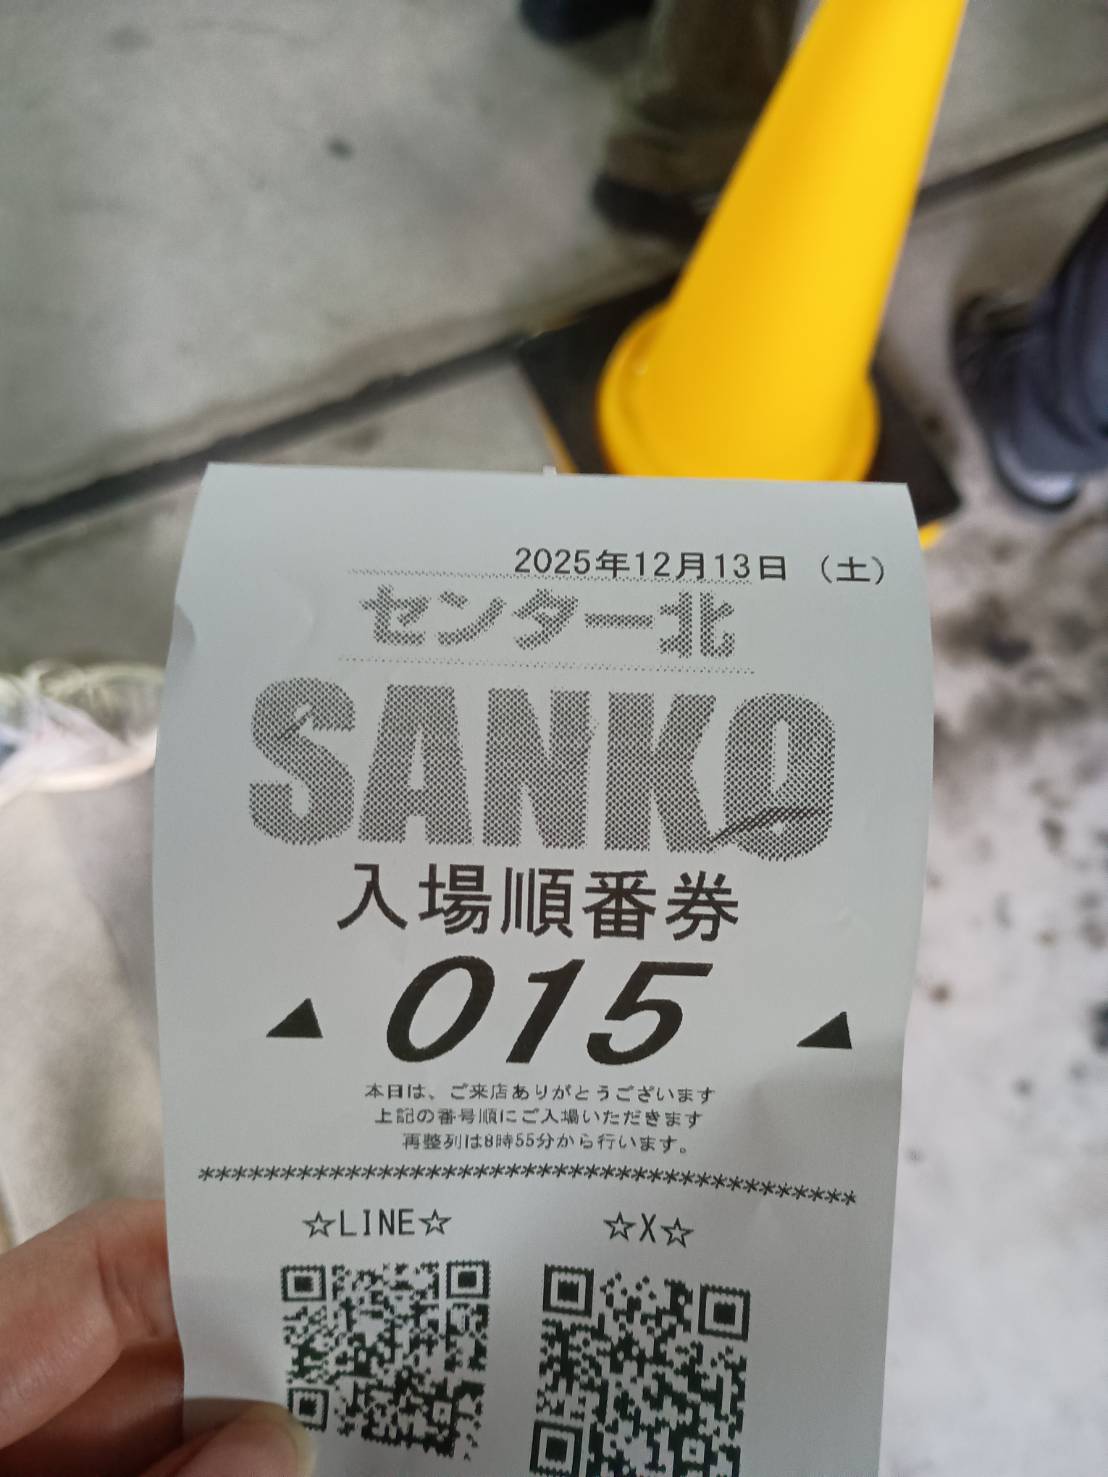 2025年12月13日 （土）
センター北
SANKO
入場順番券
▲ 015 ▲
本日は、ご来店ありがとうございます
上記の番号順にご入場いただきます
再整列は8時55分から行います。
*****************************************
☆LINE☆ ☆X☆